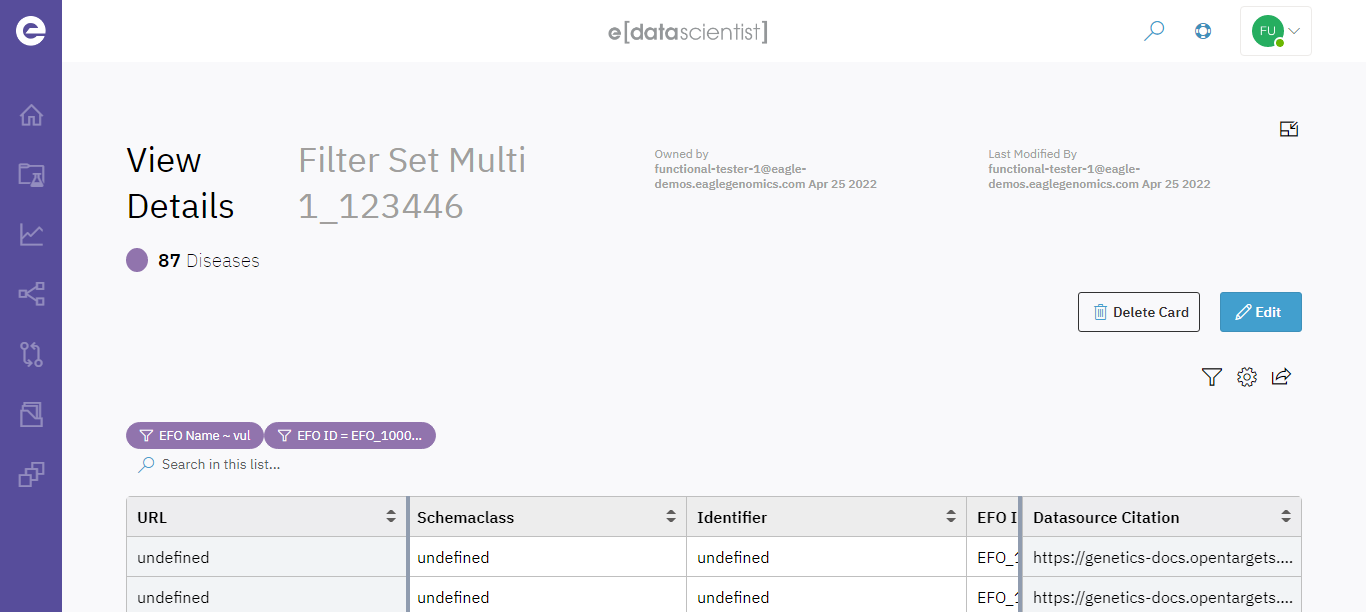 e[datascientist]
FU
View
Details
Filter Set Multi
1_123446
Owned by
functional-tester-1@eagle-
demos.eaglegenomics.com Apr 25 2022
Last Modified By
functional-tester-1@eagle-
demos.eaglegenomics.com Apr 25 2022
87 Diseases
Delete Card
Edit
EFO Name ~ vul
EFO ID = EFO_1000...
Search in this list...
URL Schemaclass Identifier EFO I Datasource Citation
undefined undefined undefined EFO_1 https://genetics-docs.opentargets....
undefined undefined undefined EFO_1 https://genetics-docs.opentargets....